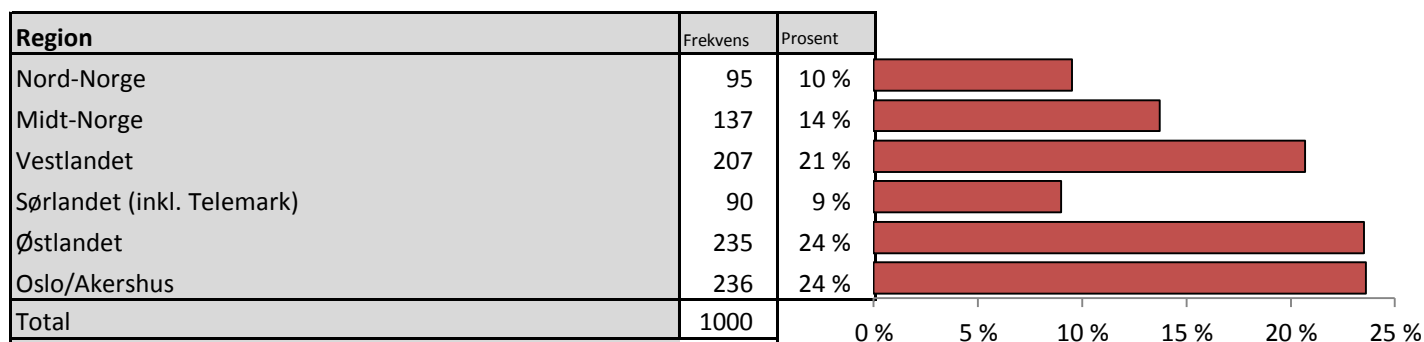 Region Frekvens Prosent
Nord-Norge 95 10 %
Midt-Norge 137 14 %
Vestlandet 207 21 %
Sørlandet (inkl. Telemark) 90 9 %
Østlandet 235 24 %
Oslo/Akershus 236 24 %
Total 1000
0 % 5 % 10 % 15 % 20 % 25 %